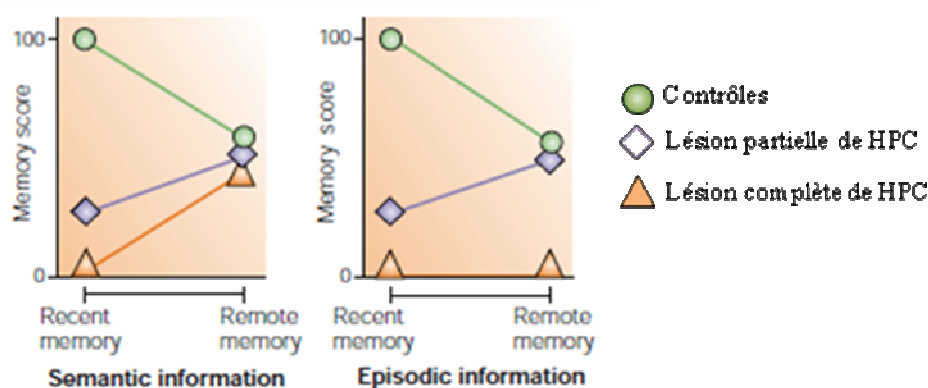 100
Memory score
0
Recent memory
Remote memory
Semantic information
100
Memory score
0
Recent memory
Remote memory
Episodic information
Contrôles
Lésion partielle de HPC
Lésion complète de HPC